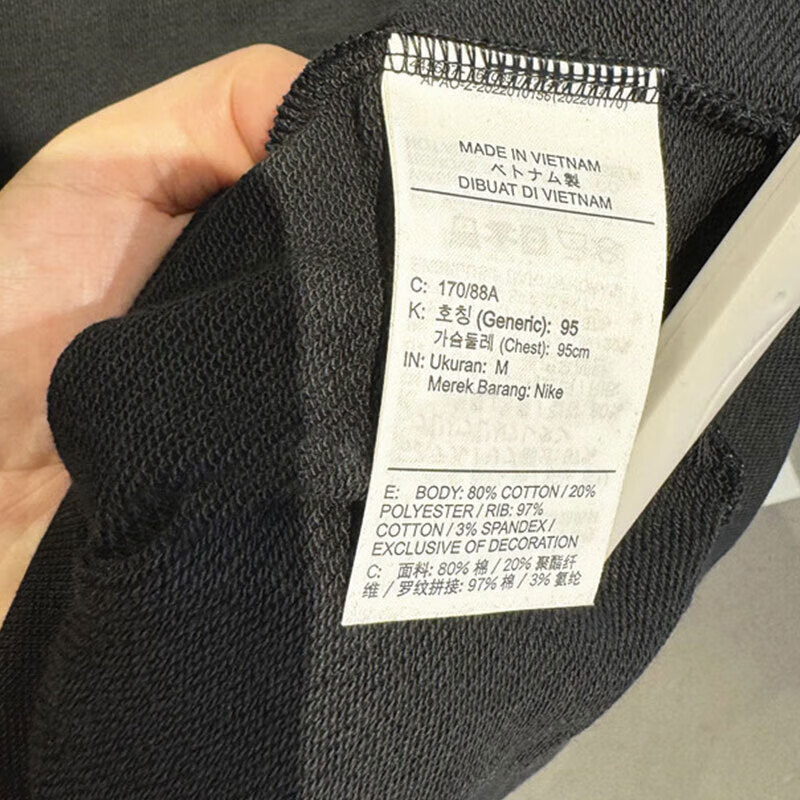 APAO-Z-2022010158(202201170)
MADE IN VIETNAM
ベトナム製
DIBUAT DI VIETNAM
C: 170/88A
K: 호칭 (Generic): 95
가슴둘레 (Chest): 95cm
IN: Ukuran: M
Merek Barang: Nike
E: BODY: 80% COTTON / 20%
POLYESTER / RIB: 97%
COTTON / 3% SPANDEX /
EXCLUSIVE OF DECORATION
C: 面料: 80% 棉 / 20% 聚酯纤
维 / 罗纹拼接: 97% 棉 / 3% 氨纶